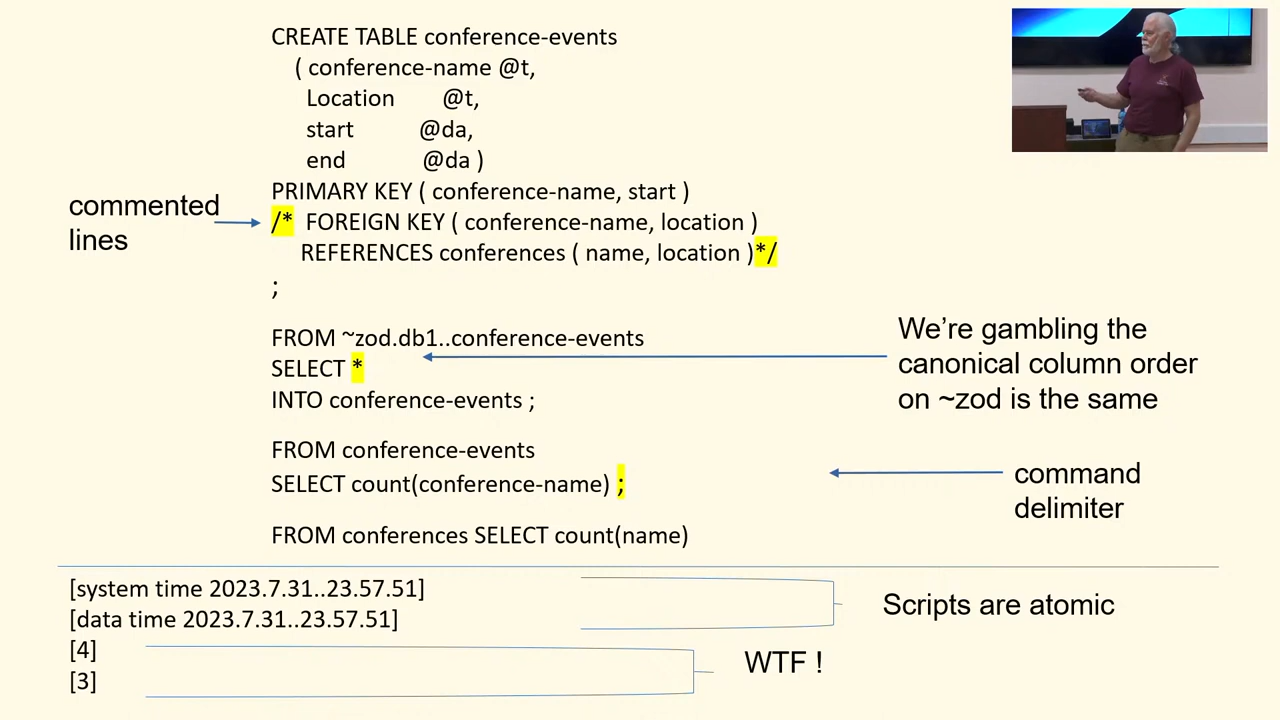 CREATE TABLE conference-events
( conference-name @t,
Location @t,
start @da,
end @da )
PRIMARY KEY ( conference-name, start )
commented
lines
/* FOREIGN KEY ( conference-name, location )
REFERENCES conferences ( name, location )*/
;
FROM ~zod.db1..conference-events
SELECT *
INTO conference-events ;
We’re gambling the
canonical column order
on ~zod is the same
FROM conference-events
SELECT count(conference-name) ;
command
delimiter
FROM conferences SELECT count(name)
[system time 2023.7.31..23.57.51]
[data time 2023.7.31..23.57.51]
Scripts are atomic
[4]
[3]
WTF !